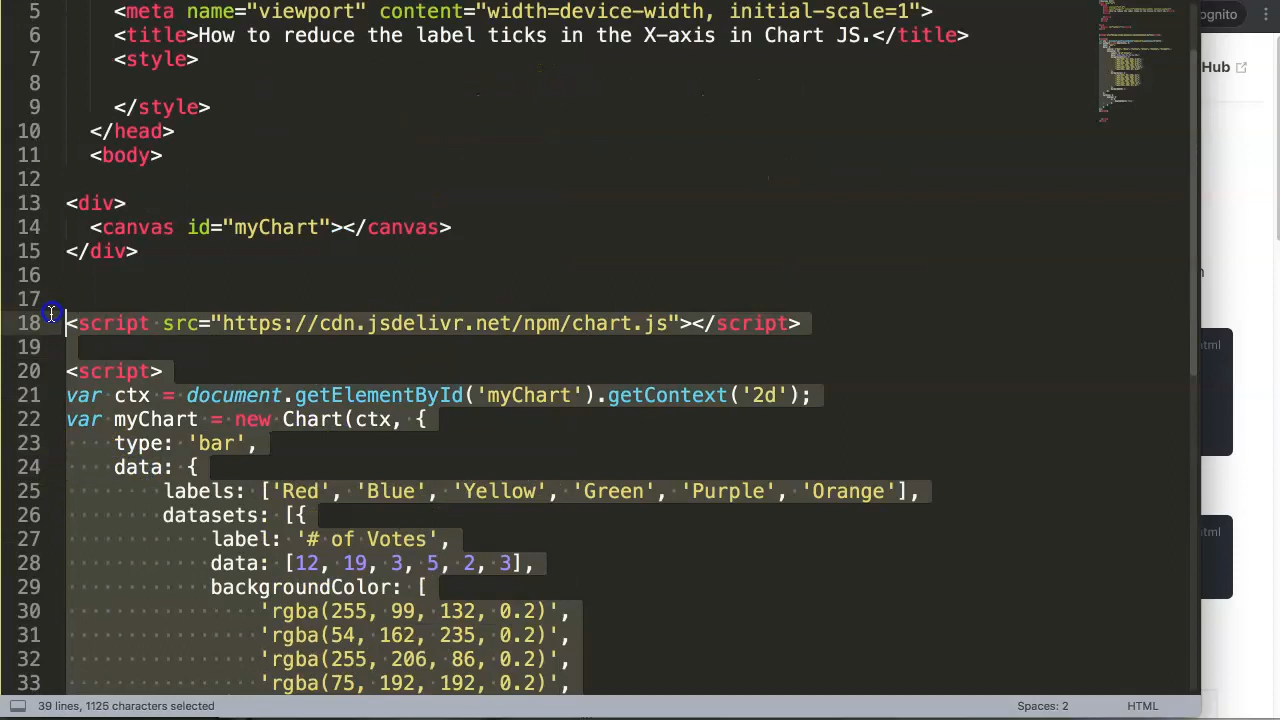 ognito
5 <meta name="viewport" content="width=device-width, initial-scale=1">
6 <title>How to reduce the label ticks in the X-axis in Chart JS.</title>
7 <style>
Hub
8
9 </style>
10 </head>
11 <body>
12
13 <div>
14 <canvas id="myChart"></canvas>
15 </div>
16
17
18 <script src="https://cdn.jsdelivr.net/npm/chart.js"></script>
html
19
20 <script>
21 var ctx = document.getElementById('myChart').getContext('2d');
22 var myChart = new Chart(ctx, {
23 type: 'bar',
24 data: {
25 labels: ['Red', 'Blue', 'Yellow', 'Green', 'Purple', 'Orange'],
26 datasets: [{
27 label: '# of Votes',
html
28 data: [12, 19, 3, 5, 2, 3],
29 backgroundColor: [
30 'rgba(255, 99, 132, 0.2)',
31 'rgba(54, 162, 235, 0.2)',
32 'rgba(255, 206, 86, 0.2)',
33 'rgba(75, 192, 192, 0.2)',
39 lines, 1125 characters selected
Spaces: 2
HTML